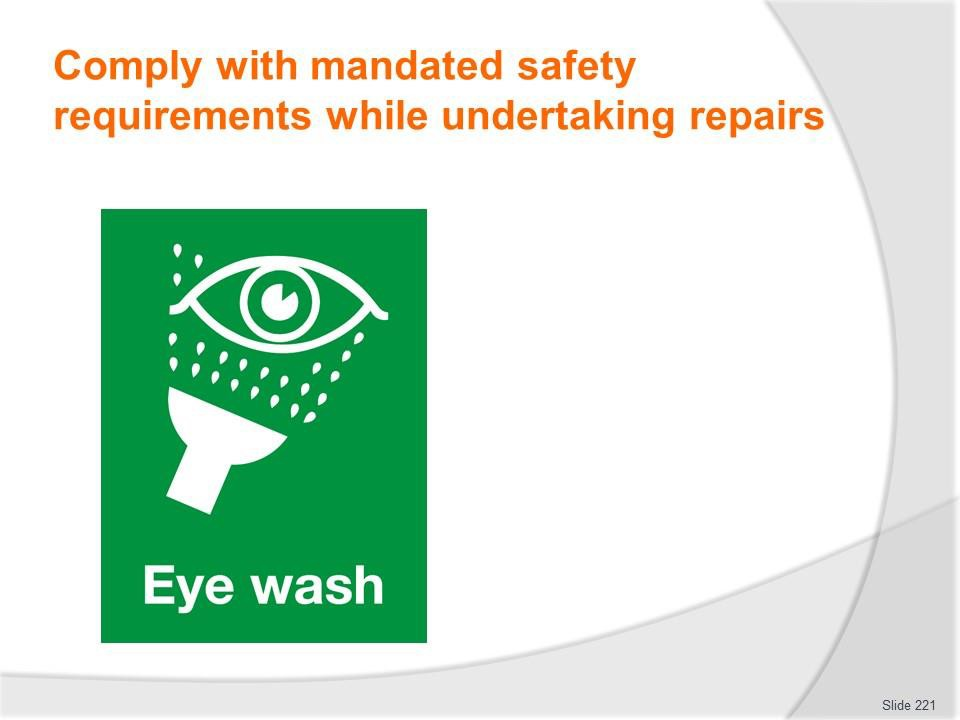 Comply with mandated safety
requirements while undertaking repairs
Eye wash
Slide 221